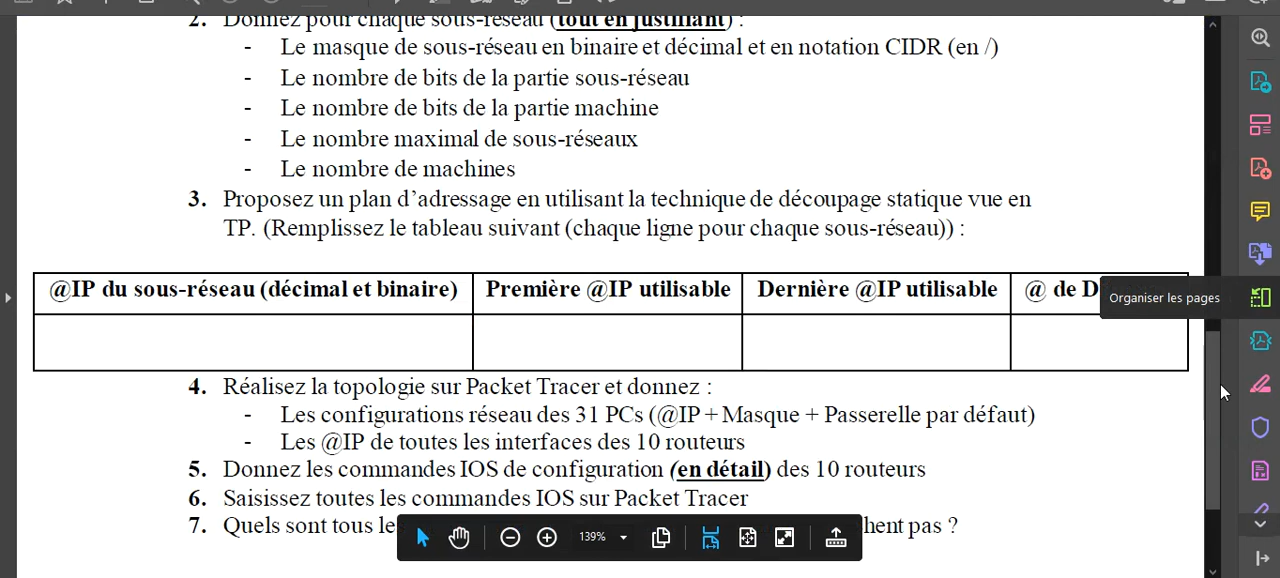 2. Donnez pour chaque sous-réseau (tout en justifiant) :
- Le masque de sous-réseau en binaire et décimal et en notation CIDR (en /)
- Le nombre de bits de la partie sous-réseau
- Le nombre de bits de la partie machine
- Le nombre maximal de sous-réseaux
- Le nombre de machines
3. Proposez un plan d’adressage en utilisant la technique de découpage statique vue en
TP. (Remplissez le tableau suivant (chaque ligne pour chaque sous-réseau)) :
@IP du sous-réseau (décimal et binaire) Première @IP utilisable Dernière @IP utilisable @ de D
Organiser les pages
4. Réalisez la topologie sur Packet Tracer et donnez :
- Les configurations réseau des 31 PCs (@IP + Masque + Passerelle par défaut)
- Les @IP de toutes les interfaces des 10 routeurs
5. Donnez les commandes IOS de configuration (en détail) des 10 routeurs
6. Saisissez toutes les commandes IOS sur Packet Tracer
7. Quels sont tous les hent pas ?
139%